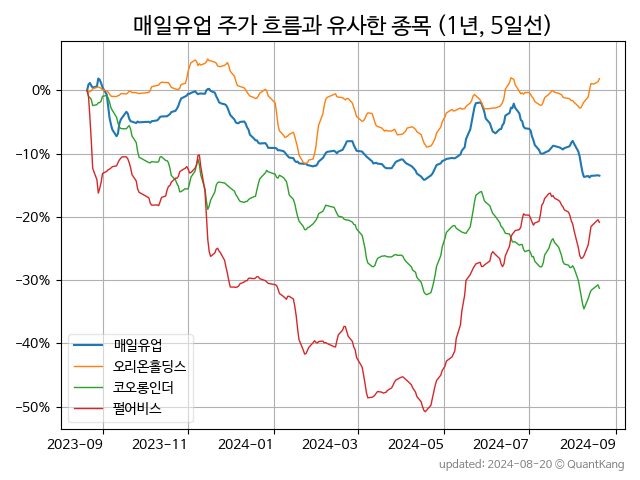 매일유업 주가 흐름과 유사한 종목 (1년, 5일선)
0%
-10%
-20%
-30%
-40%
-50%
매일유업
오리온홀딩스
코오롱인더
펄어비스
2023-09
2023-11
2024-01
2024-03
2024-05
2024-07
2024-09
updated: 2024-08-20 © QuantKang